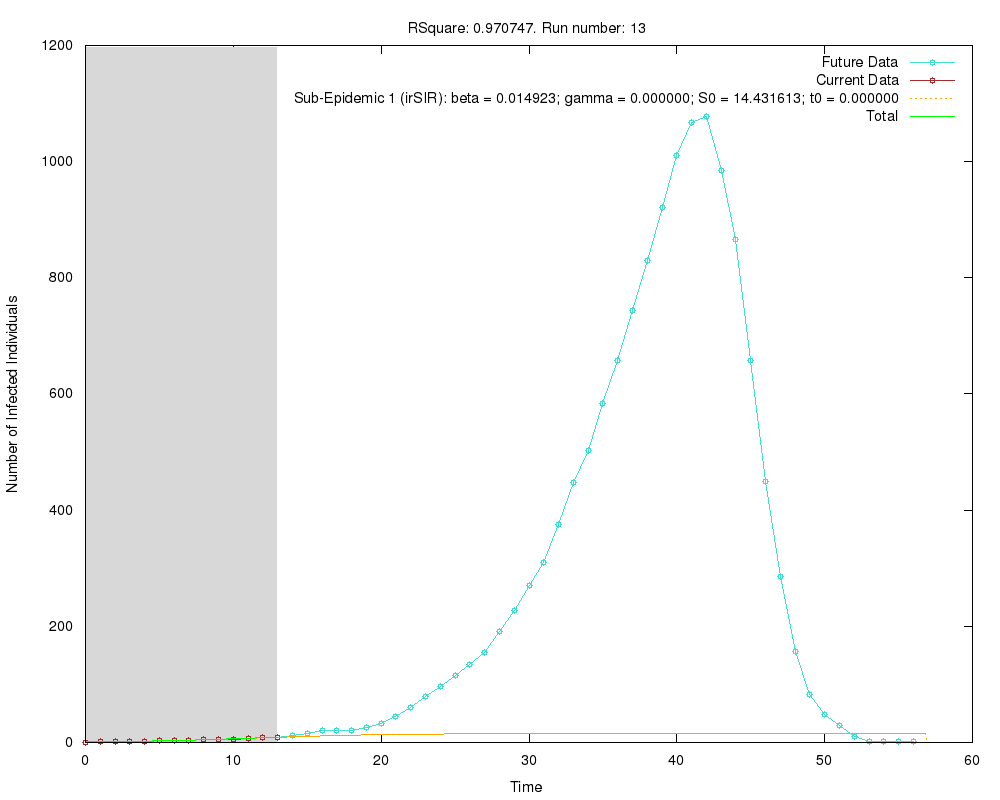 RSquare: 0.970747. Run number: 13
Future Data
Current Data
Sub-Epidemic 1 (irSIR): beta = 0.014923; gamma = 0.000000; S0 = 14.431613; t0 = 0.000000
Total
Number of Infected Individuals
1200
1000
800
600
400
200
0
0 10 20 30 40 50 60
Time